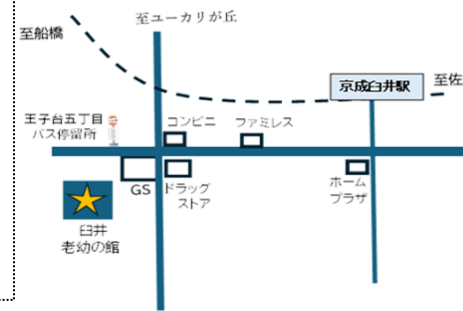 至ユーカリが丘
至船橋
京成臼井駅
至佐
王子台五丁目
バス停留所
コンビニ
ファミレス
GS
ドラッグ
ストア
ホーム
プラザ
臼井
老幼の館